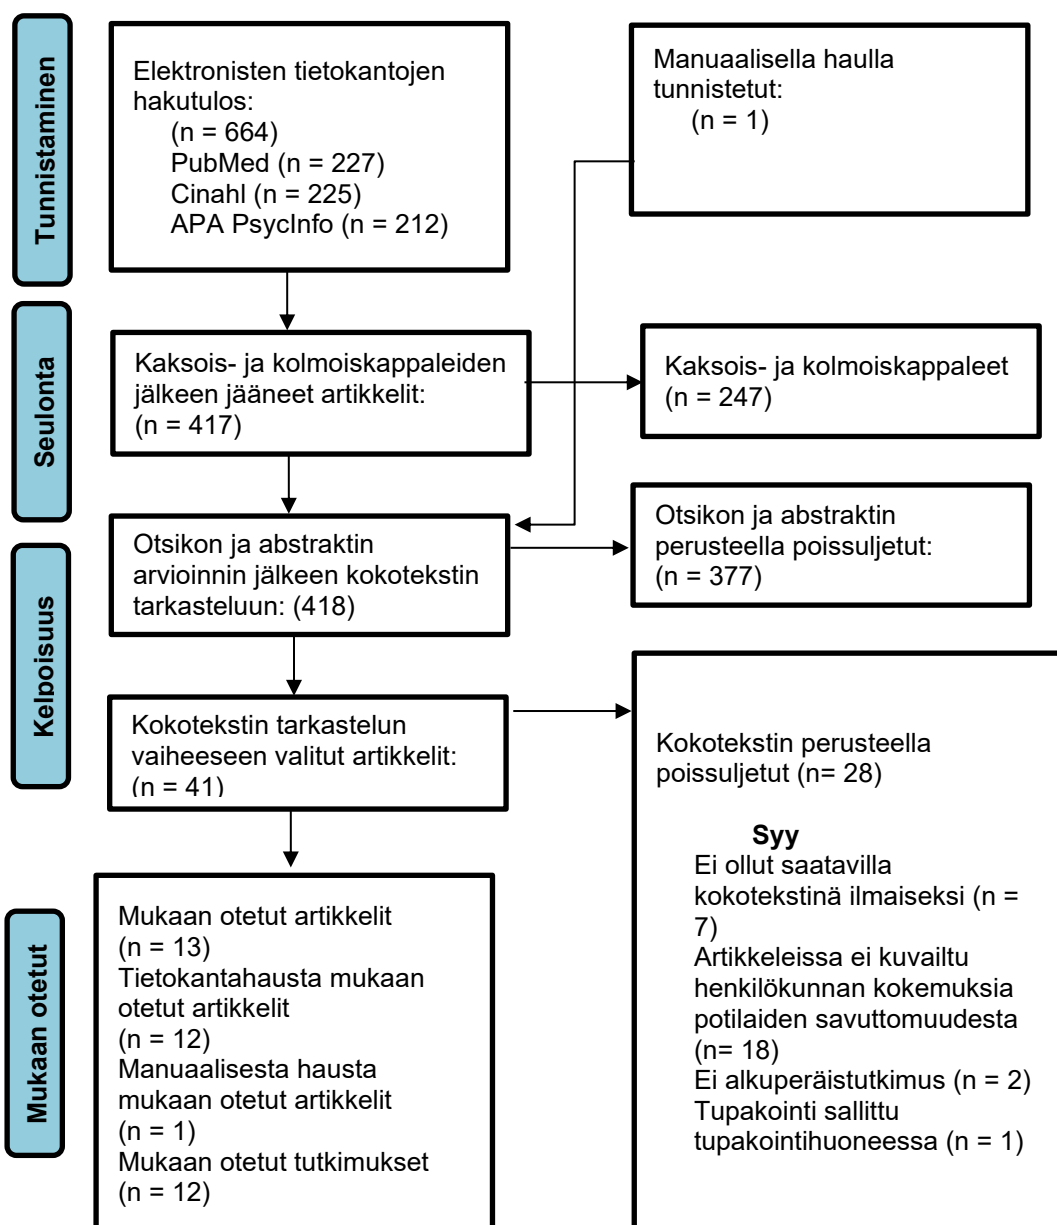 Tunnistaminen
Elektronisten tietokantojen
hakutulos:
(n = 664)
PubMed (n = 227)
Cinahl (n = 225)
APA PsycInfo (n = 212)
Manuaalisella haulla
tunnistetut:
(n = 1)
Seulonta
Kaksois- ja kolmoiskappaleiden
jälkeen jääneet artikkelit:
(n = 417)
Kaksois- ja kolmoiskappaleet
(n = 247)
Otsikon ja abstraktin
arvioinnin jälkeen kokotekstin
tarkasteluun: (418)
Otsikon ja abstraktin
perusteella poissuljetut:
(n = 377)
Kelpoisuus
Kokotekstin tarkastelun
vaiheeseen valitut artikkelit:
(n = 41)
Kokotekstin perusteella
poissuljetut (n= 28)
Syy
Ei ollut saatavilla
kokotekstinä ilmaiseksi (n =
7)
Artikkeleissa ei kuvailtu
henkilökunnan kokemuksia
potilaiden savuttomuudesta
(n= 18)
Ei alkuperäistutkimus (n = 2)
Tupakointi sallittu
tupakointihuoneessa (n = 1)
Mukaan otetut
Mukaan otetut artikkelit
(n = 13)
Tietokantahausta mukaan
otetut artikkelit
(n = 12)
Manuaalisesta hausta
mukaan otetut artikkelit
(n = 1)
Mukaan otetut tutkimukset
(n = 12)